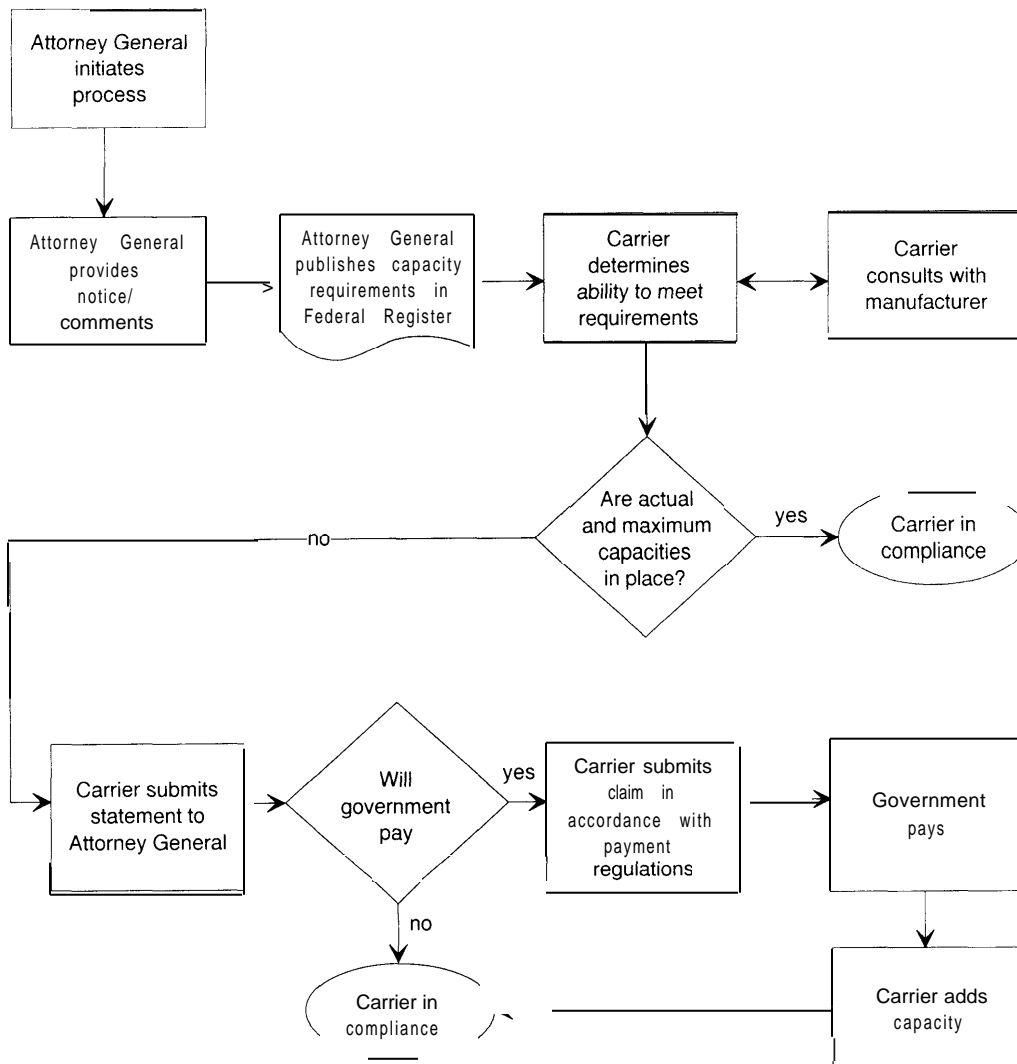 Attorney General
initiates
process
Attorney General
provides
notice/
comments
Attorney General
publishes capacity
requirements in
Federal Register
Carrier
determines
ability to meet
requirements
Carrier
consults with
manufacturer
Are actual
and maximum
capacities
in place?
yes
Carrier in
compliance
no
Carrier submits
statement to
Attorney General
Will
government
pay
yes
Carrier submits
claim in
accordance with
payment
regulations
Government
pays
no
Carrier in
compliance
Carrier adds
capacity